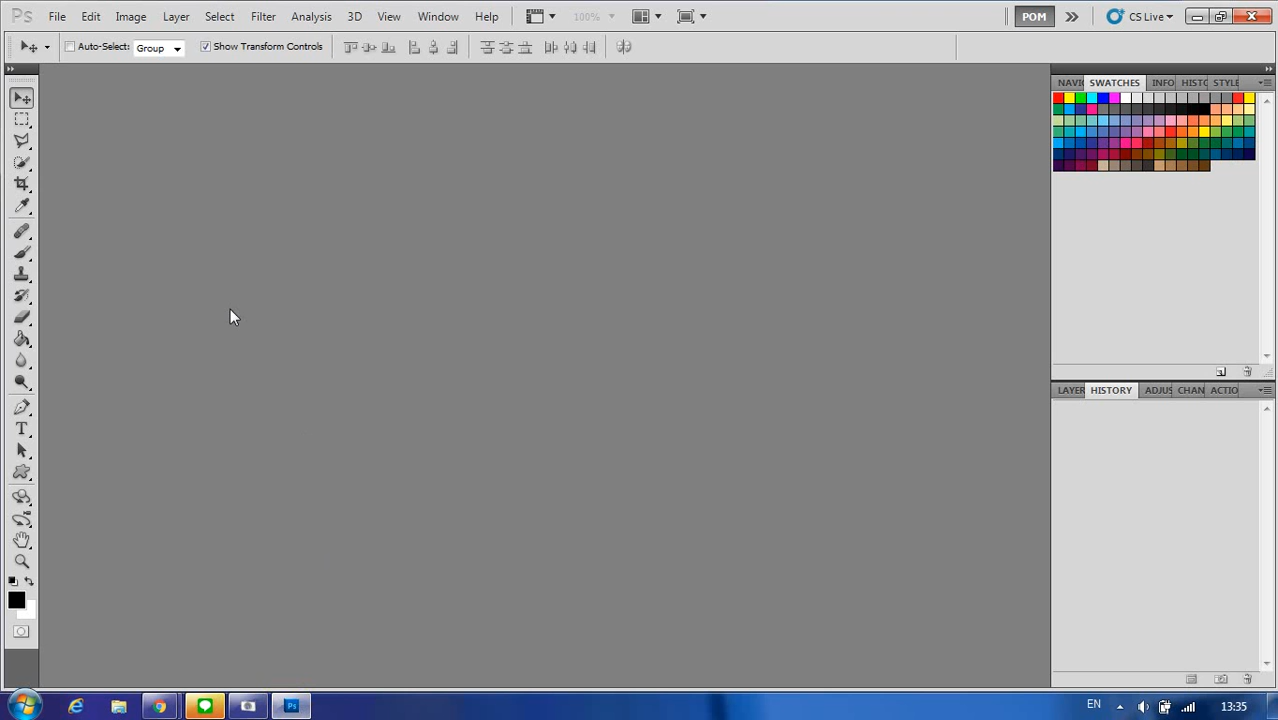 Ps File Edit Image Layer Select Filter Analysis 3D View Window Help 100% POM CS Live
Auto-Select: Group Show Transform Controls
NAVI SWATCHES INFO HISTO STYLE
LAYER HISTORY ADJUS CHAN ACTIO
T
Ps EN 13:35